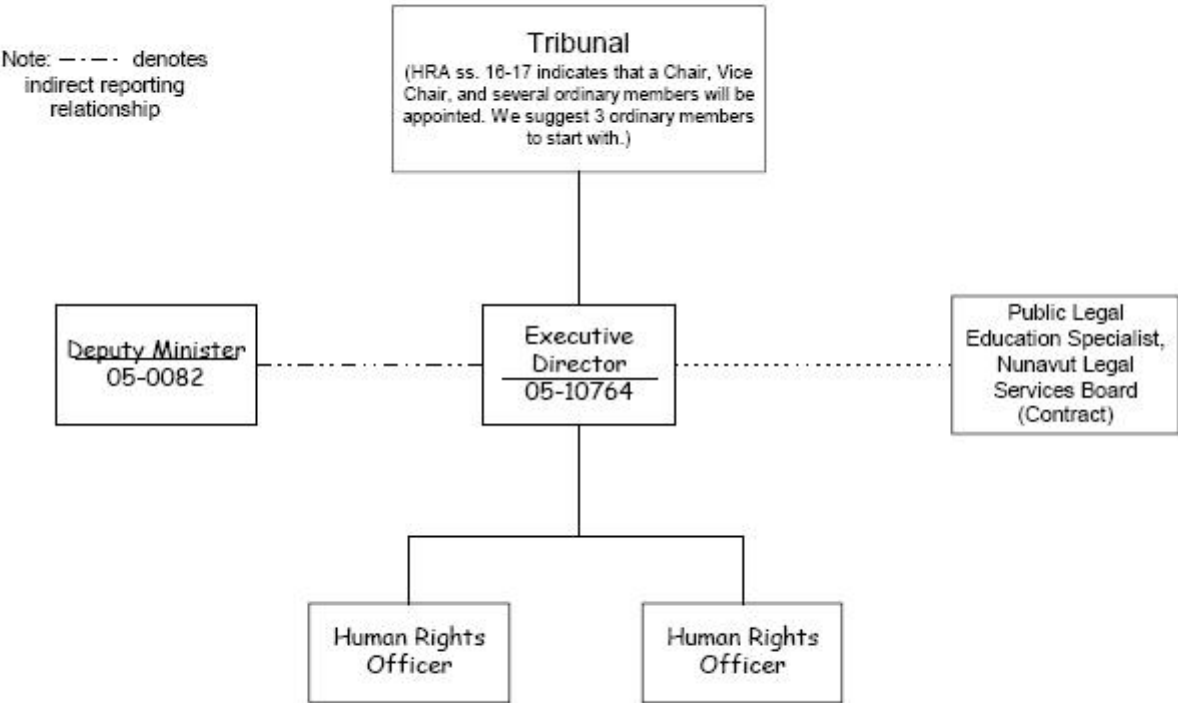 Note: —·—·— denotes
indirect reporting
relationship
Tribunal
(HRA ss. 16-17 indicates that a Chair, Vice
Chair, and several ordinary members will be
appointed. We suggest 3 ordinary members
to start with.)
Deputy Minister
05-0082
Executive
Director
05-10764
Public Legal
Education Specialist,
Nunavut Legal
Services Board
(Contract)
Human Rights
Officer
Human Rights
Officer